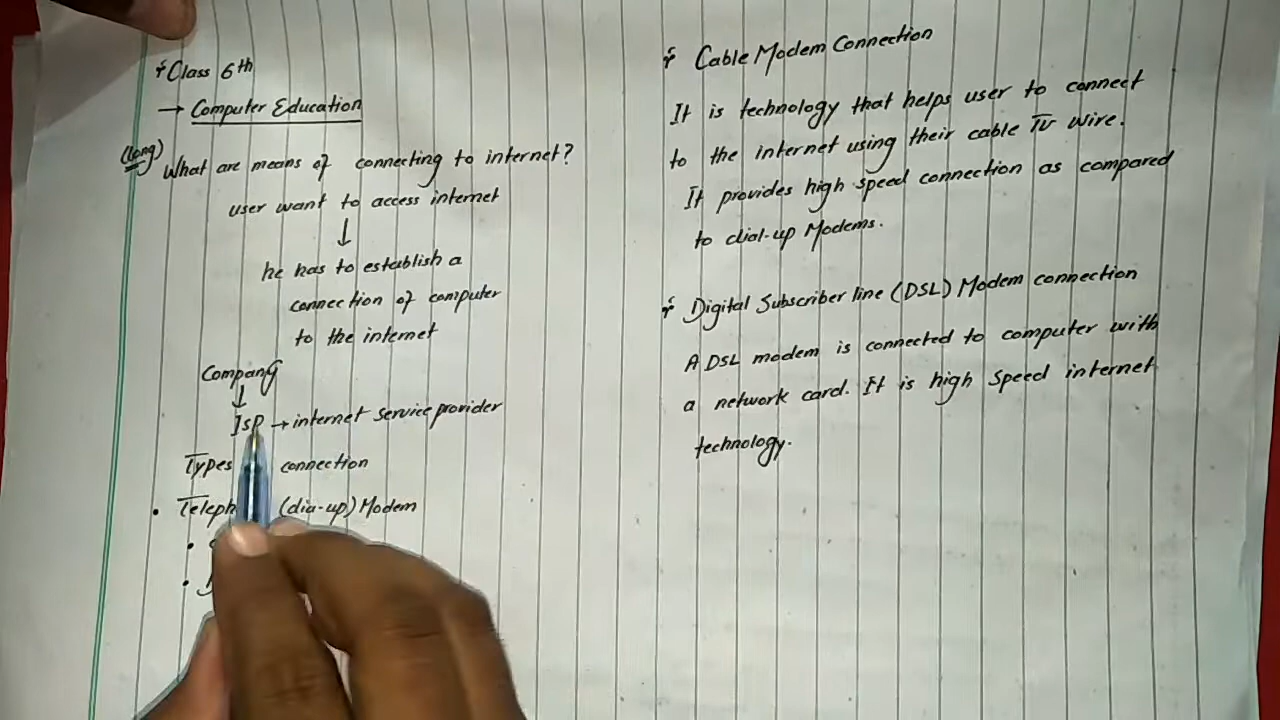 Class 6th
→ Computer Education
(Long) What are means of connecting to internet?
user want to access internet
↓
he has to establish a
connection of computer
to the internet
Company
↓
ISP → internet service provider
Types connection
• Teleph (dia-up) Modem
Cable Modem Connection
It is technology that helps user to connect
to the internet using their cable TV wire.
It provides high speed connection as compared
to dial-up Modems.
Digital Subscriber line (DSL) Modem connection
A DSL modem is connected to computer with
a network card. It is high speed internet
technology.